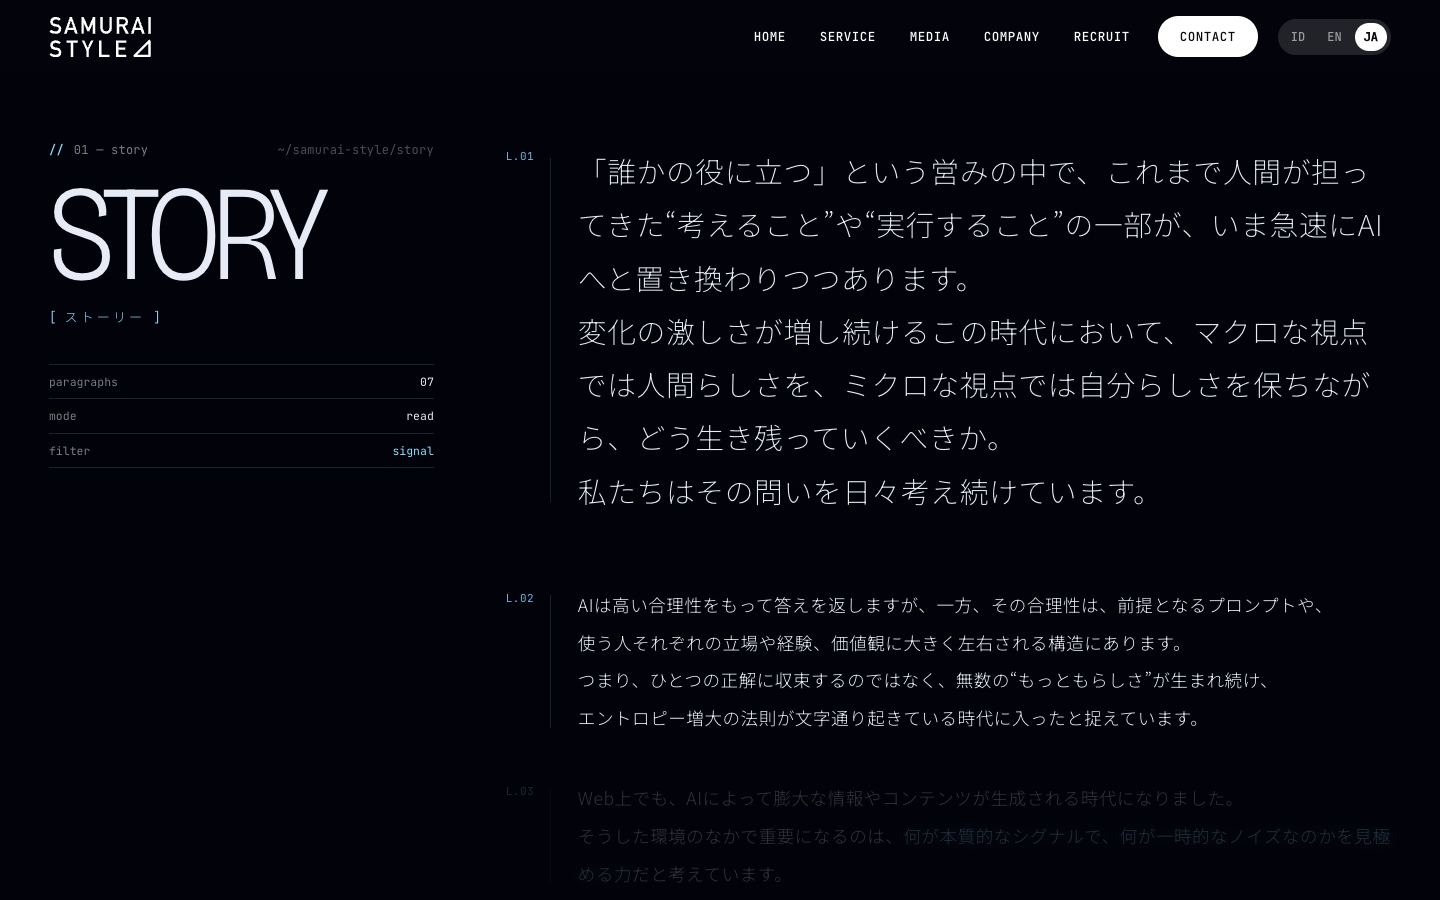 SAMURAI
STYLE
HOME SERVICE MEDIA COMPANY RECRUIT CONTACT ID EN JA
// 01 — story ~/samurai-style/story
STORY
[ ストーリー ]
paragraphs 07
mode read
filter signal
L.01
「誰かの役に立つ」という営みの中で、これまで人間が担っ
てきた“考えること”や“実行すること”の一部が、いま急速にAI
へと置き換わりつつあります。
変化の激しさが増し続けるこの時代において、マクロな視点
では人間らしさを、ミクロな視点では自分らしさを保ちなが
ら、どう生き残っていくべきか。
私たちはその問いを日々考え続けています。
L.02
AIは高い合理性をもって答えを返しますが、一方、その合理性は、前提となるプロンプトや、
使う人それぞれの立場や経験、価値観に大きく左右される構造にあります。
つまり、ひとつの正解に収束するのではなく、無数の“もっともらしさ”が生まれ続け、
エントロピー増大の法則が文字通り起きている時代に入ったと捉えています。
L.03
Web上でも、AIによって膨大な情報やコンテンツが生成される時代になりました。
そうした環境のなかで重要になるのは、何が本質的なシグナルで、何が一時的なノイズなのかを見極
める力だと考えています。